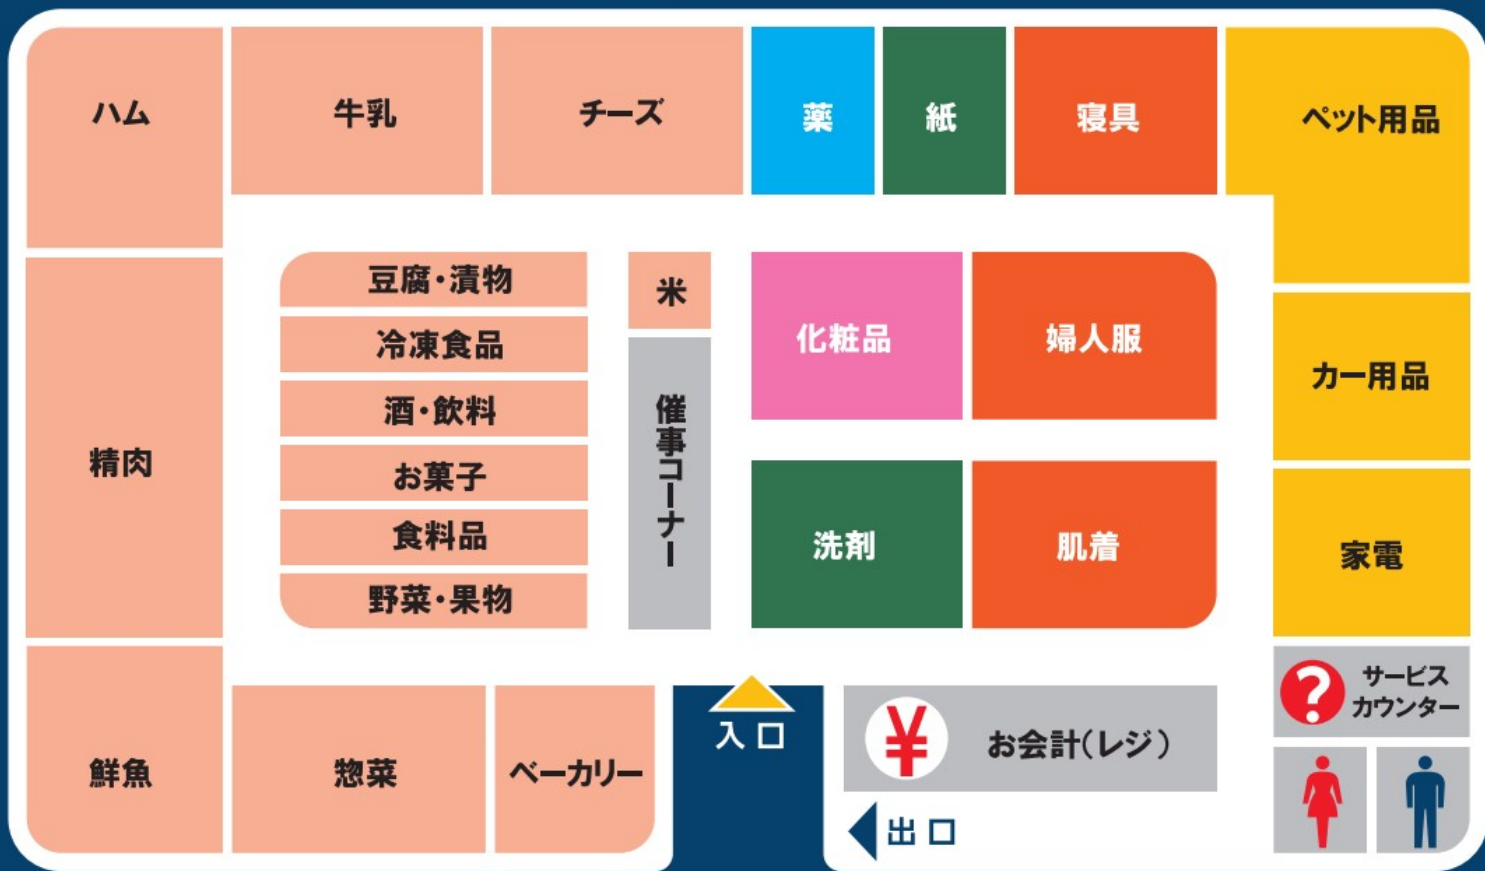 ハム
牛乳
チーズ
薬
紙
寝具
ペット用品
豆腐・漬物
冷凍食品
酒・飲料
お菓子
食料品
野菜・果物
米
催事コーナー
化粧品
婦人服
洗剤
肌着
カー用品
家電
精肉
鮮魚
惣菜
ベーカリー
入口
¥
お会計(レジ)
出口
?
サービス
カウンター